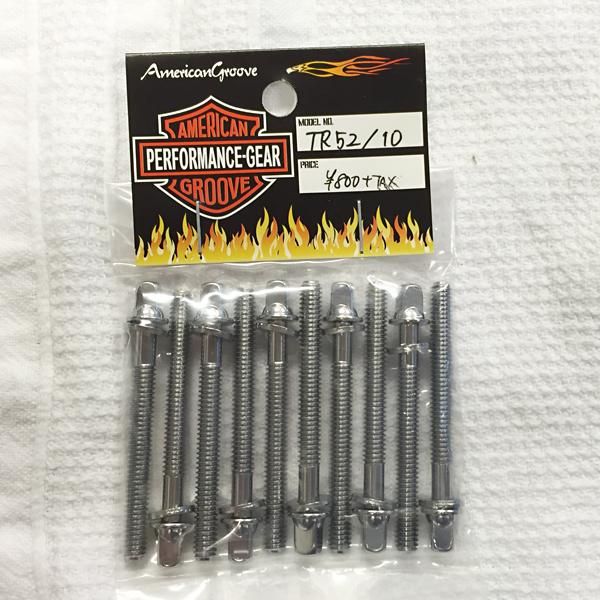 AmericanGroove
AMERICAN
PERFORMANCE-GEAR
GROOVE
MODEL NO.
TR52/10
PRICE
¥800+TAX